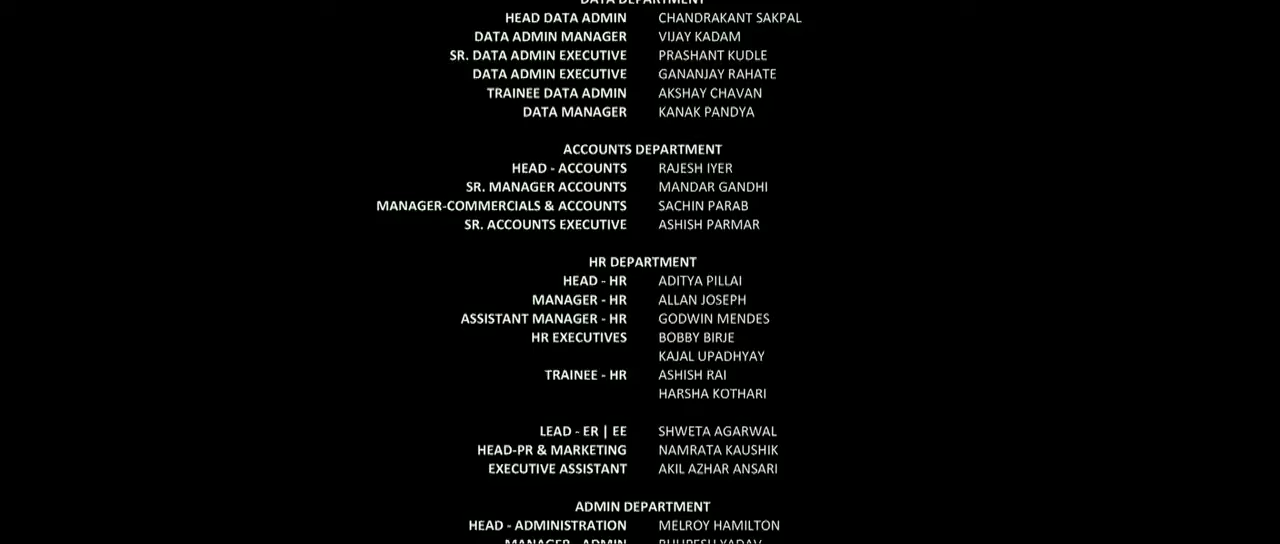 DATA DEPARTMENT
HEAD DATA ADMIN CHANDRAKANT SAKPAL
DATA ADMIN MANAGER VIJAY KADAM
SR. DATA ADMIN EXECUTIVE PRASHANT KUDLE
DATA ADMIN EXECUTIVE GANANJAY RAHATE
TRAINEE DATA ADMIN AKSHAY CHAVAN
DATA MANAGER KANAK PANDYA
ACCOUNTS DEPARTMENT
HEAD - ACCOUNTS RAJESH IYER
SR. MANAGER ACCOUNTS MANDAR GANDHI
MANAGER-COMMERCIALS & ACCOUNTS SACHIN PARAB
SR. ACCOUNTS EXECUTIVE ASHISH PARMAR
HR DEPARTMENT
HEAD - HR ADITYA PILLAI
MANAGER - HR ALLAN JOSEPH
ASSISTANT MANAGER - HR GODWIN MENDES
HR EXECUTIVES BOBBY BIRJE
KAJAL UPADHYAY
TRAINEE - HR ASHISH RAI
HARSHA KOTHARI
LEAD - ER | EE SHWETA AGARWAL
HEAD-PR & MARKETING NAMRATA KAUSHIK
EXECUTIVE ASSISTANT AKIL AZHAR ANSARI
ADMIN DEPARTMENT
HEAD - ADMINISTRATION MELROY HAMILTON
MANAGER - ADMIN YADAV